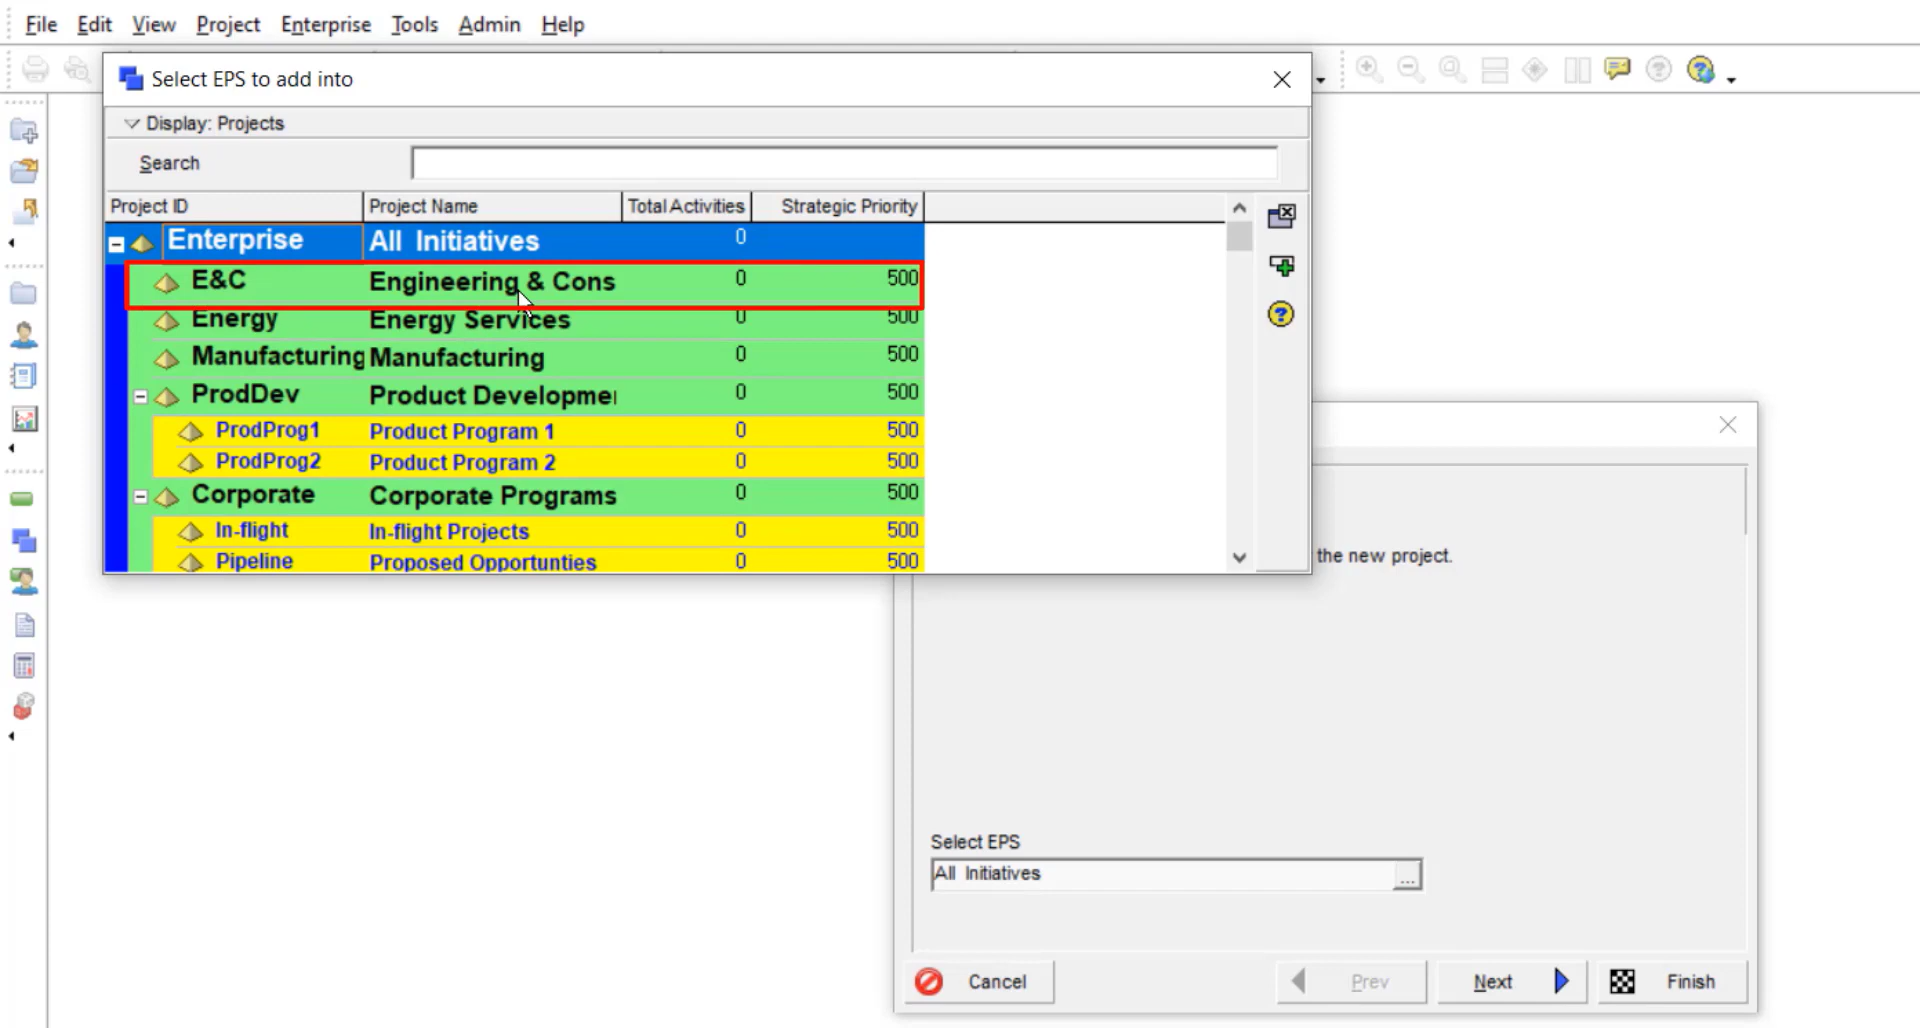 File Edit View Project Enterprise Tools Admin Help
Select EPS to add into
Display: Projects
Search
Project ID Project Name Total Activities Strategic Priority
Enterprise All Initiatives 0
E&C Engineering & Cons 0 500
Energy Energy Services 0 500
Manufacturing Manufacturing 0 500
ProdDev Product Developme 0 500
ProdProg1 Product Program 1 0 500
ProdProg2 Product Program 2 0 500
Corporate Corporate Programs 0 500
In-flight In-flight Projects 0 500
Pipeline Proposed Opportunties 0 500
the new project.
Select EPS
All Initiatives ...
Cancel Prev Next Finish